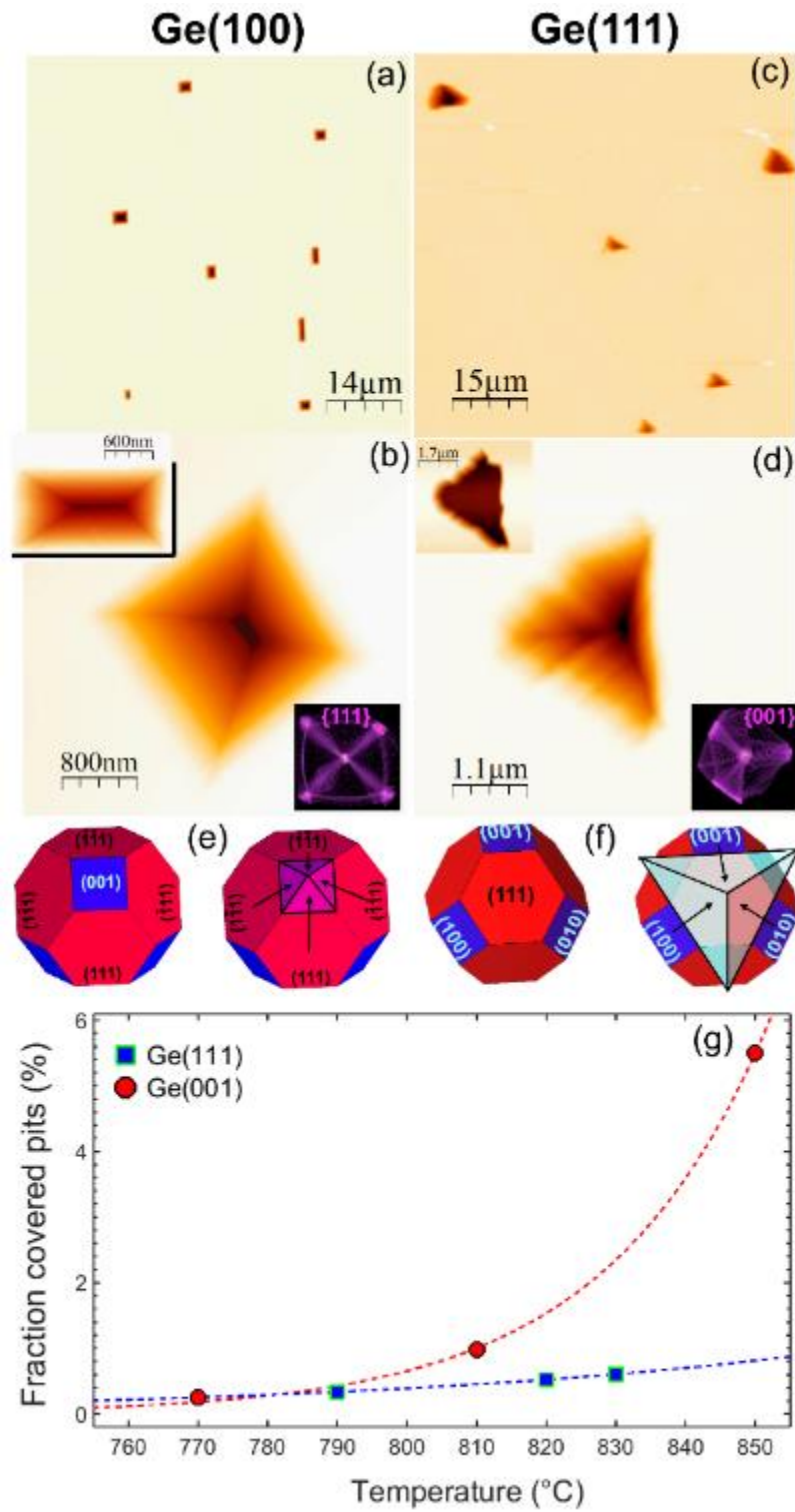 Ge(100)
Ge(111)
(a)
(c)
14μm
15μm
600nm
(b)
1.7μm
(d)
{111}
{001}
800nm
1.1μm
(e)
(f)
(111)
(001)
(111)
(111)
(111)
(111)
(111)
(111)
(111)
(001)
(111)
(100)
(010)
(001)
(100)
(010)
(g)
Ge(111)
Ge(001)
Fraction covered pits (%)
6
4
2
0
760 770 780 790 800 810 820 830 840 850
Temperature (°C)